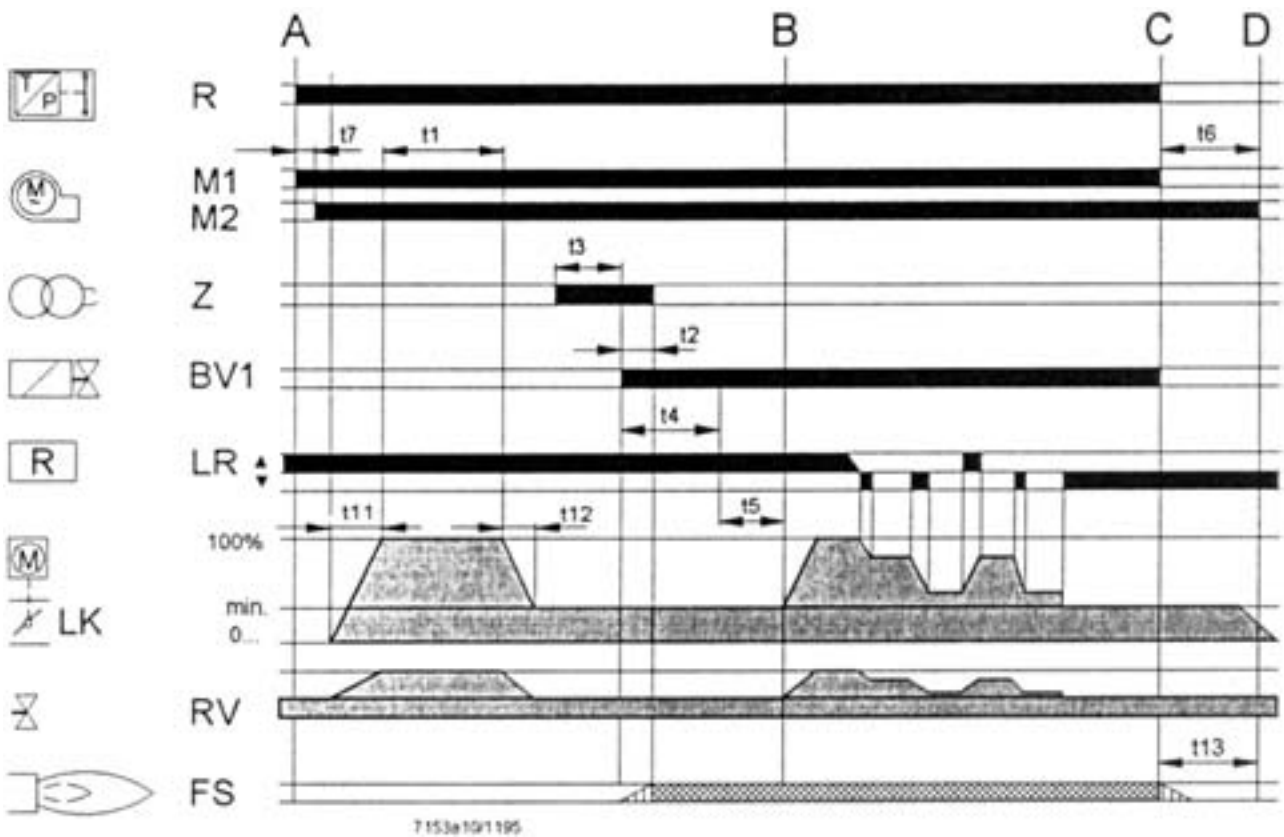 A B C D
T
P
R
t7 t1 t6
M
~
M1
M2
t3
Z
t2
BV1
t4
R
LR
t5
t11 t12
100%
M
min.
LK
0...
RV
t13
FS
7153a10/1195